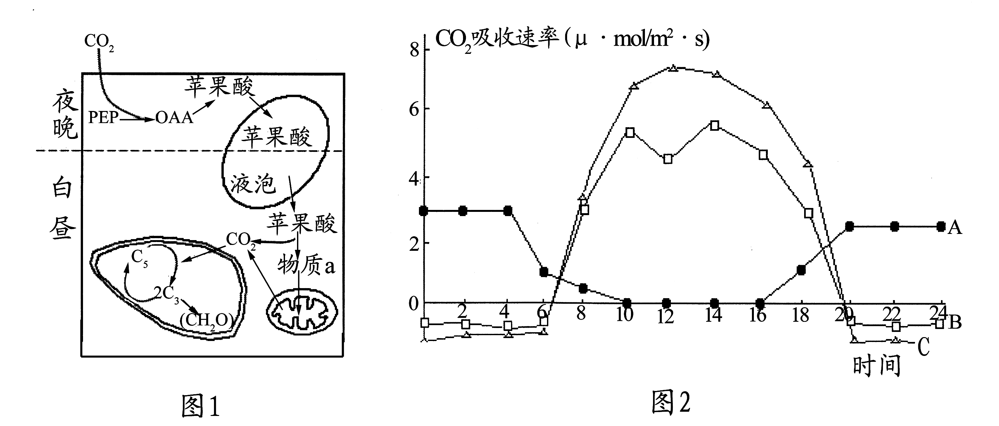 CO₂
夜晚
PEP
OAA
苹果酸
苹果酸
白昼
液泡
苹果酸
CO₂
物质a
C₅
2C₃
(CH₂O)
图1
CO₂吸收速率(μ·mol/m²·s)
8
6
4
2
0
2 4 6 8 10 12 14 16 18 20 22 24
A
B
C
时间
图2